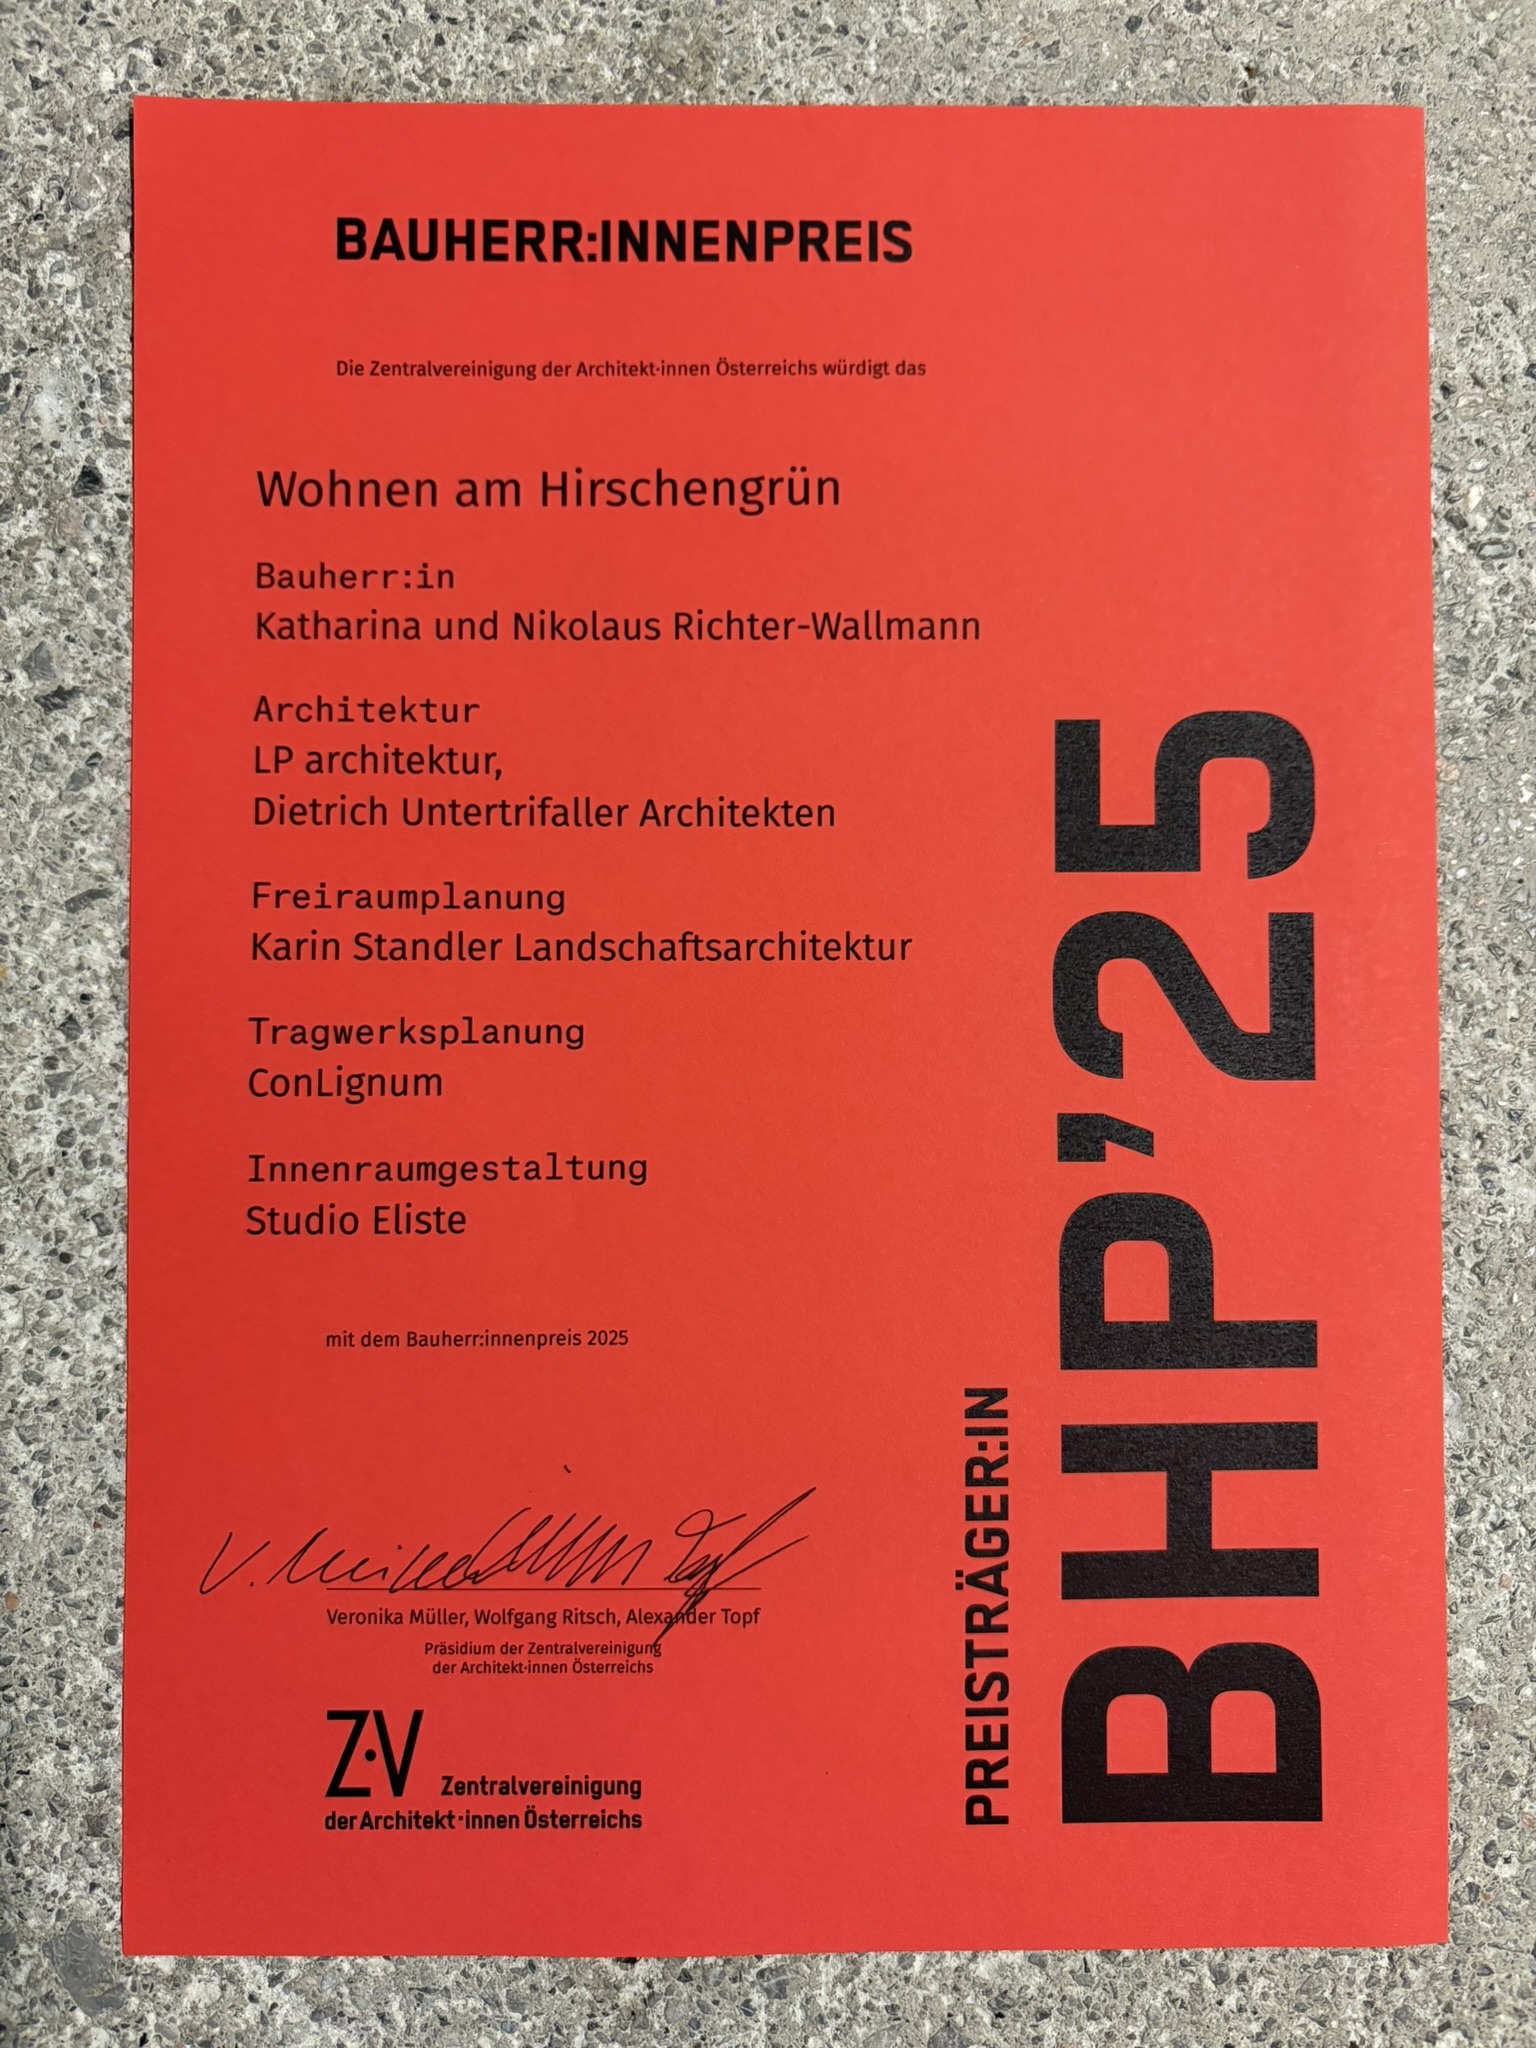 BAUHERR:INNENPREIS
Die Zentralvereinigung der Architekt·innen Österreichs würdigt das
Wohnen am Hirschengrün
Bauherr:in
Katharina und Nikolaus Richter-Wallmann
Architektur
LP architektur,
Dietrich Untertrifaller Architekten
Freiraumplanung
Karin Standler Landschaftsarchitektur
Tragwerksplanung
ConLignum
Innenraumgestaltung
Studio Eliste
mit dem Bauherr:innenpreis 2025
Veronika Müller, Wolfgang Ritsch, Alexander Topf
Präsidium der Zentralvereinigung
der Architekt·innen Österreichs
Z·V Zentralvereinigung
der Architekt·innen Österreichs
PREISTRÄGER:IN
BHP’25